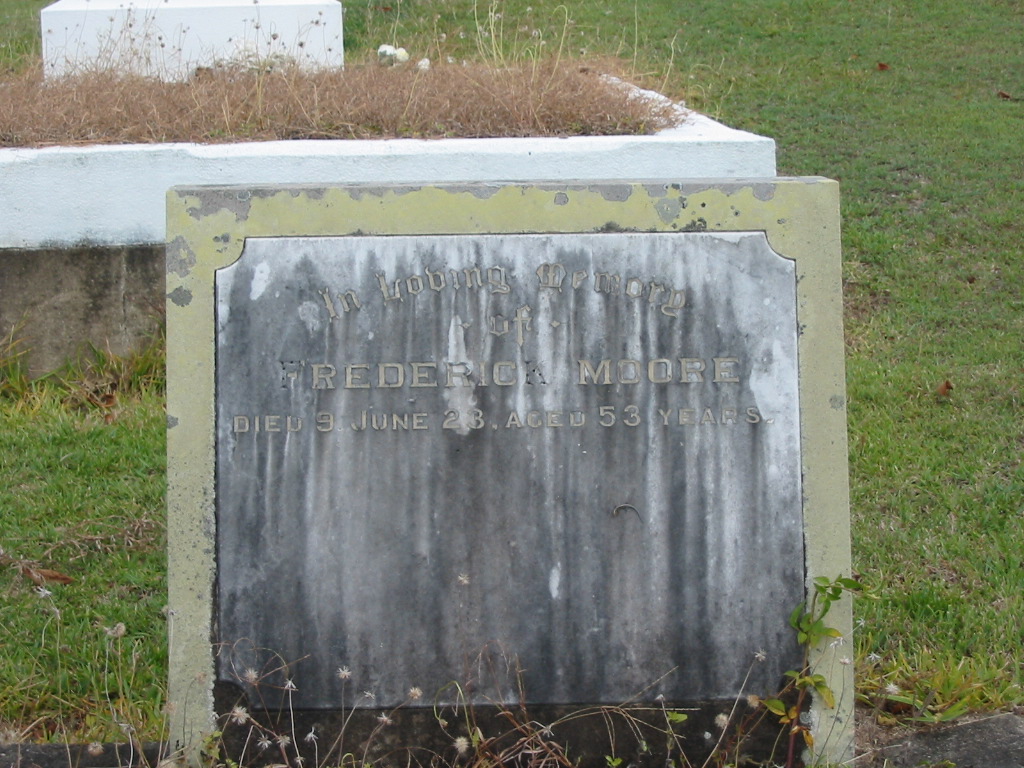 In Loving Memory
· of ·
FREDERICK MOORE
DIED 9. JUNE 23. AGED 53 YEARS.